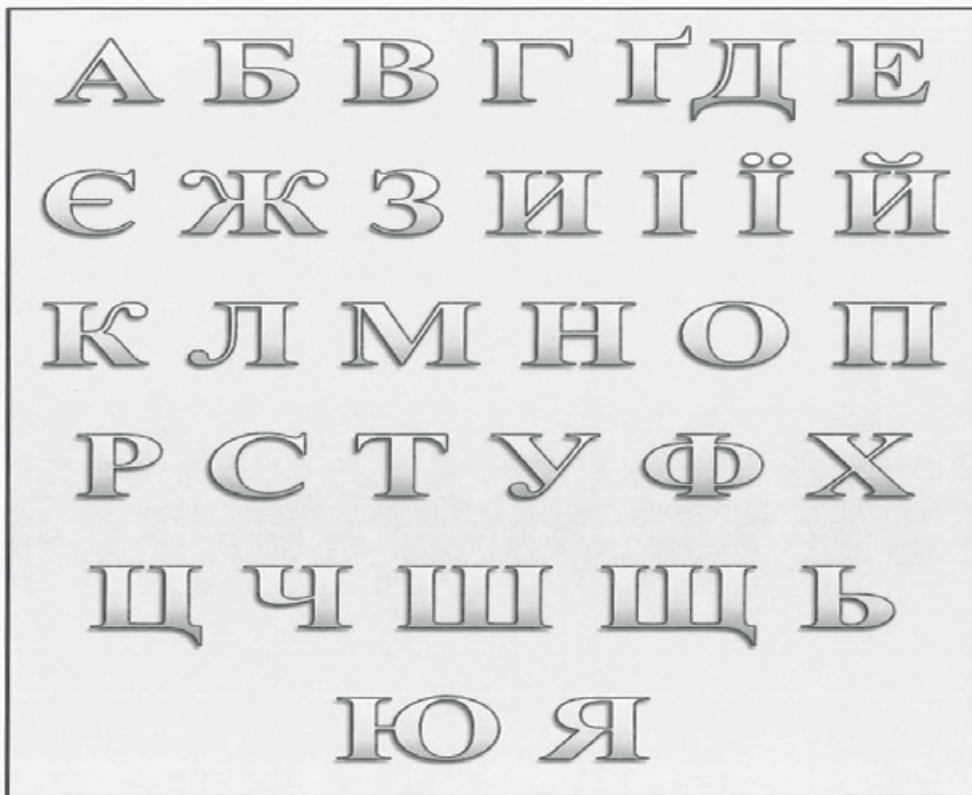 А Б В Г Ґ Д Е
Є Ж З И І Ї Й
К Л М Н О П
Р С Т У Ф Х
Ц Ч Ш Щ Ь
Ю Я